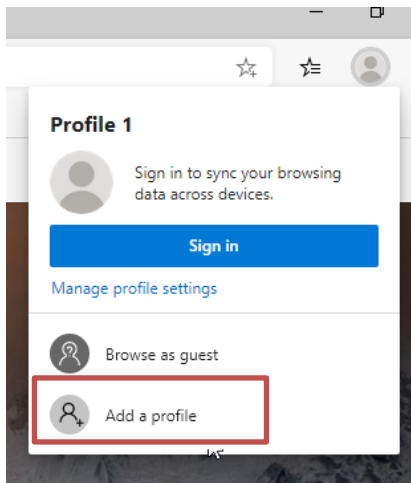 Profile 1
Sign in to sync your browsing
data across devices.
Sign in
Manage profile settings
Browse as guest
Add a profile